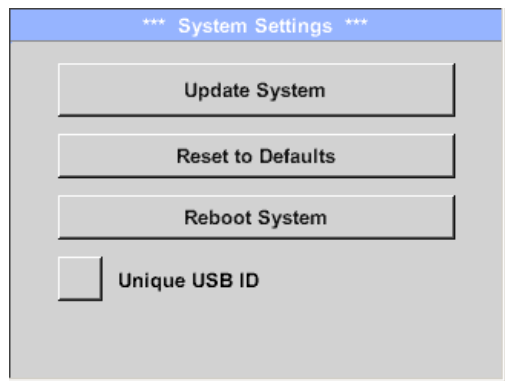 *** System Settings ***
Update System
Reset to Defaults
Reboot System
Unique USB ID